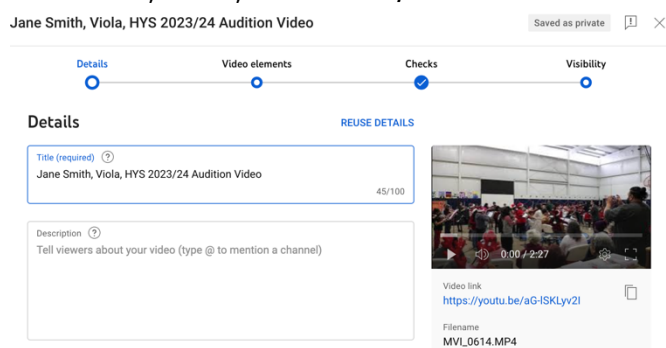 Jane Smith, Viola, HYS 2023/24 Audition Video
Saved as private
Details Video elements Checks Visibility
Details
REUSE DETAILS
Title (required)
Jane Smith, Viola, HYS 2023/24 Audition Video
45/100
Description
Tell viewers about your video (type @ to mention a channel)
0:00 / 2:27
Video link
https://youtu.be/aG-lSKLyv2I
Filename
MVI_0614.MP4